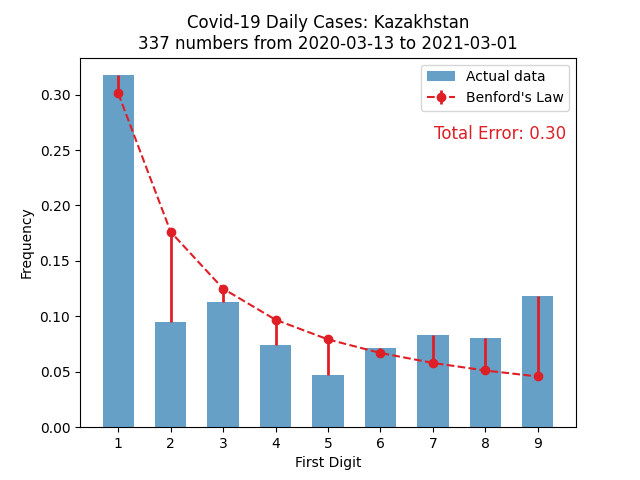 Covid-19 Daily Cases: Kazakhstan
337 numbers from 2020-03-13 to 2021-03-01
Actual data
Benford's Law
Total Error: 0.30
Frequency
0.30
0.25
0.20
0.15
0.10
0.05
0.00
1 2 3 4 5 6 7 8 9
First Digit